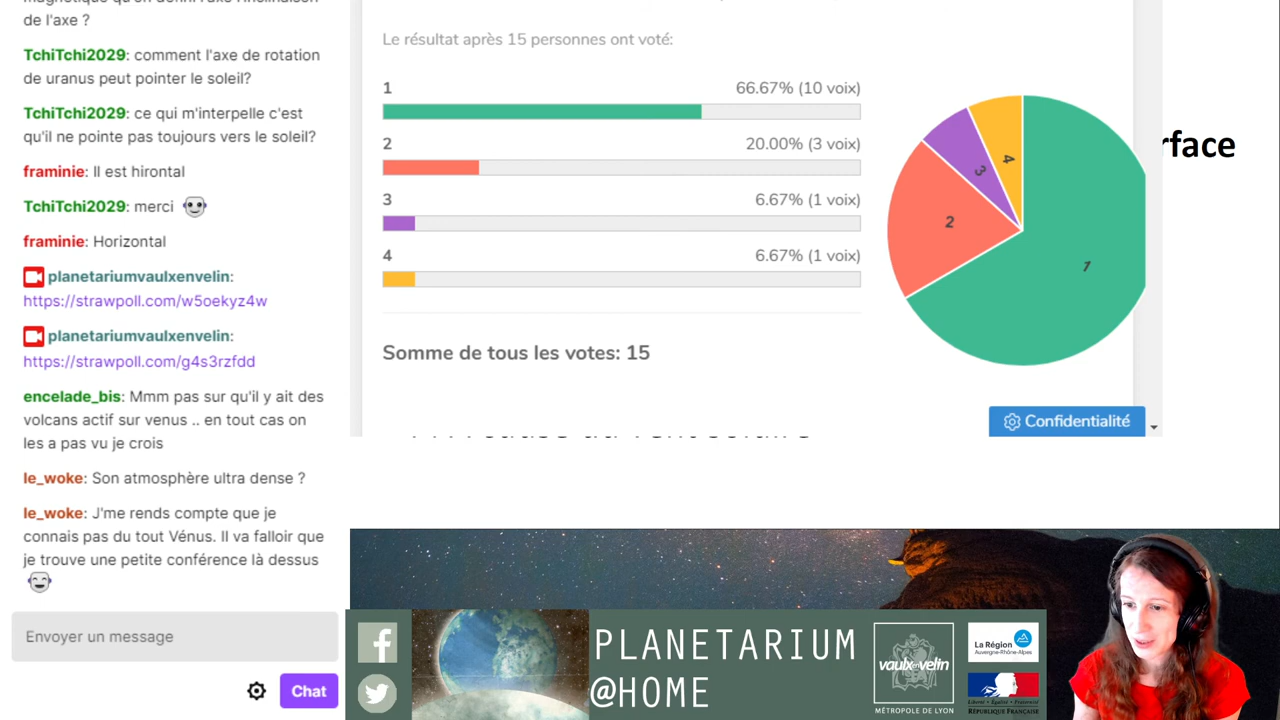 de l'axe ?
TchiTchi2029: comment l'axe de rotation
de uranus peut pointer le soleil?
TchiTchi2029: ce qui m'interpelle c'est
qu'il ne pointe pas toujours vers le soleil?
framinie: Il est hirontal
TchiTchi2029: merci
framinie: Horizontal
planetariumvaulxenvelin:
https://strawpoll.com/w5oekyz4w
planetariumvaulxenvelin:
https://strawpoll.com/g4s3rzfdd
encelade_bis: Mmm pas sur qu'il y ait des
volcans actif sur venus .. en tout cas on
les a pas vu je crois
le_woke: Son atmosphère ultra dense ?
le_woke: J'me rends compte que je
connais pas du tout Vénus. Il va falloir que
je trouve une petite conférence là dessus
Envoyer un message
Chat
Le résultat après 15 personnes ont voté:
1 66.67% (10 voix)
2 20.00% (3 voix)
3 6.67% (1 voix)
4 6.67% (1 voix)
Somme de tous les votes: 15
4
3
2
1
rface
Confidentialité
PLANETARIUM
@HOME
vaulx en velin
MÉTROPOLE DE LYON
La Région
Auvergne-Rhône-Alpes
Liberté • Égalité • Fraternité
RÉPUBLIQUE FRANÇAISE